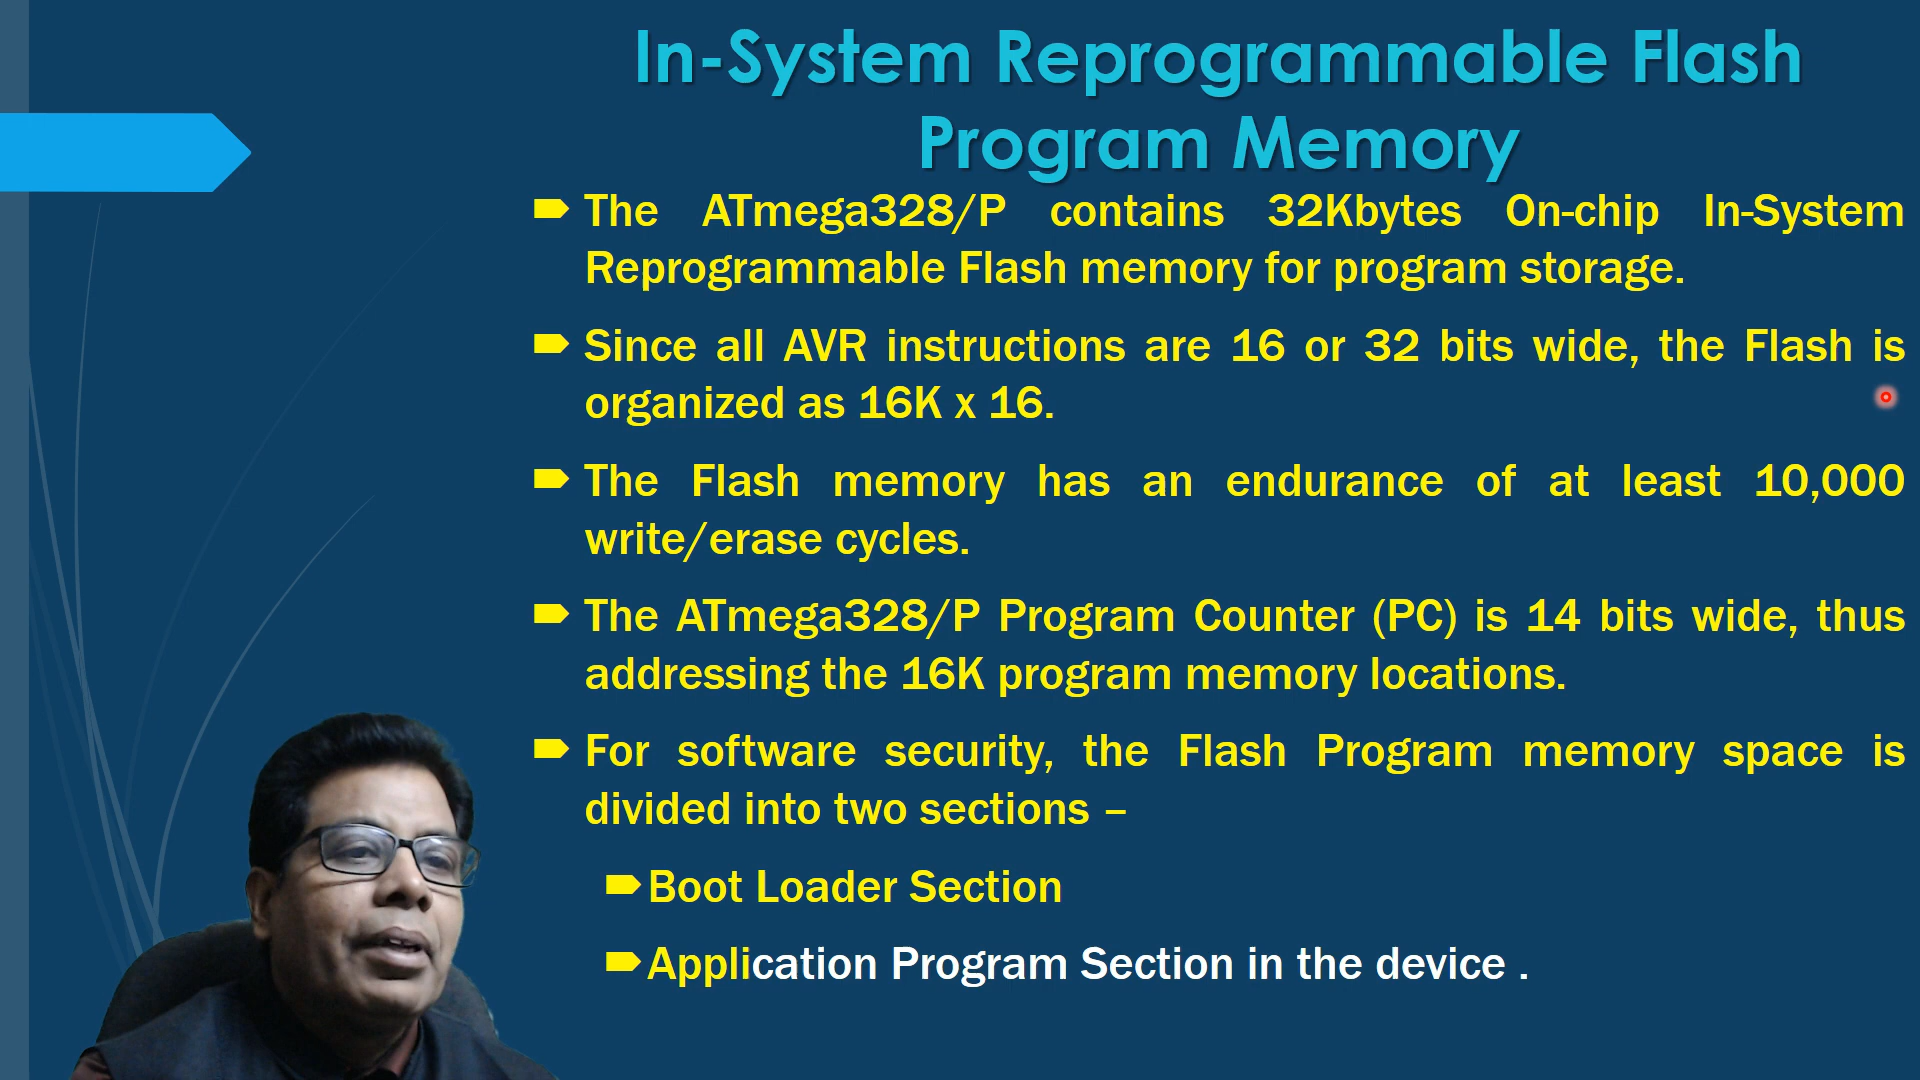 In-System Reprogrammable Flash
Program Memory
The ATmega328/P contains 32Kbytes On-chip In-System
Reprogrammable Flash memory for program storage.
Since all AVR instructions are 16 or 32 bits wide, the Flash is
organized as 16K x 16.
The Flash memory has an endurance of at least 10,000
write/erase cycles.
The ATmega328/P Program Counter (PC) is 14 bits wide, thus
addressing the 16K program memory locations.
For software security, the Flash Program memory space is
divided into two sections –
Boot Loader Section
Application Program Section in the device .